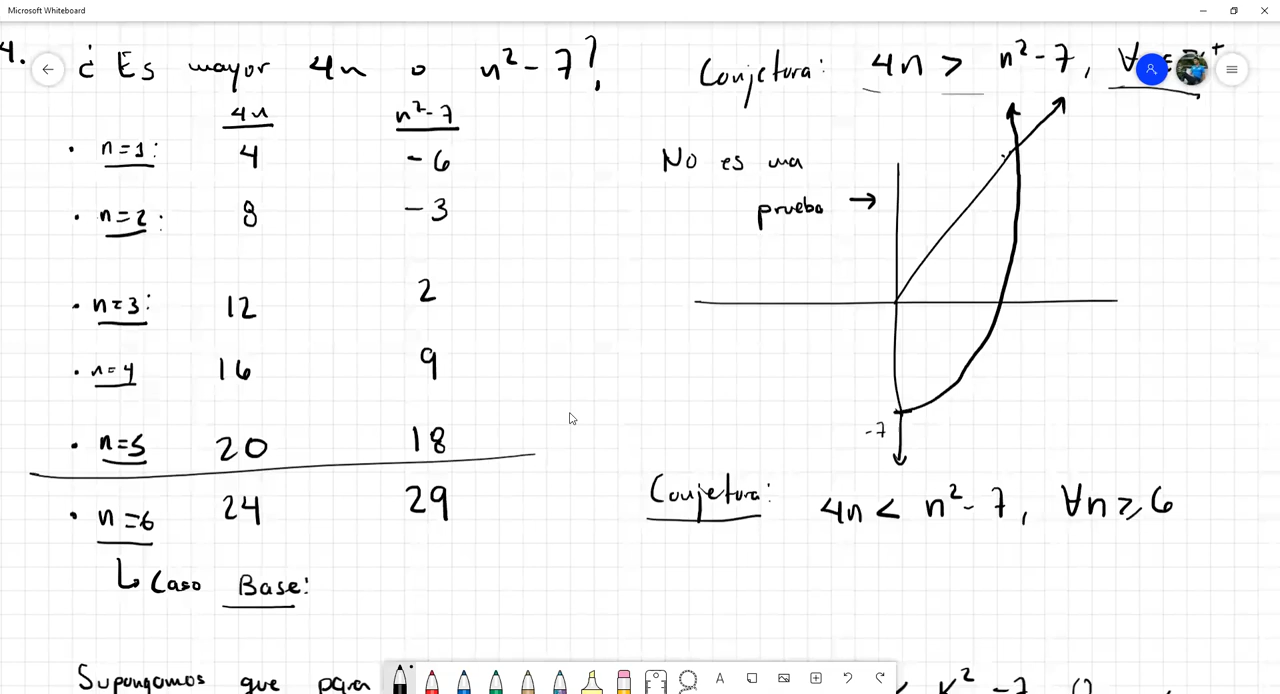 Microsoft Whiteboard
4. ¿ Es mayor 4n o n²-7?
4n n²-7
• n=1: 4 -6
• n=2: 8 -3
• n=3: 12 2
• n=4 16 9
• n=5 20 18
• n=6 24 29
↳ Caso Base:
Supongamos que para
Conjetura: 4n > n²-7, ∀
No es una
prueba →
-7
Conjetura: 4n < n²-7, ∀n ≥ 6
k²-7